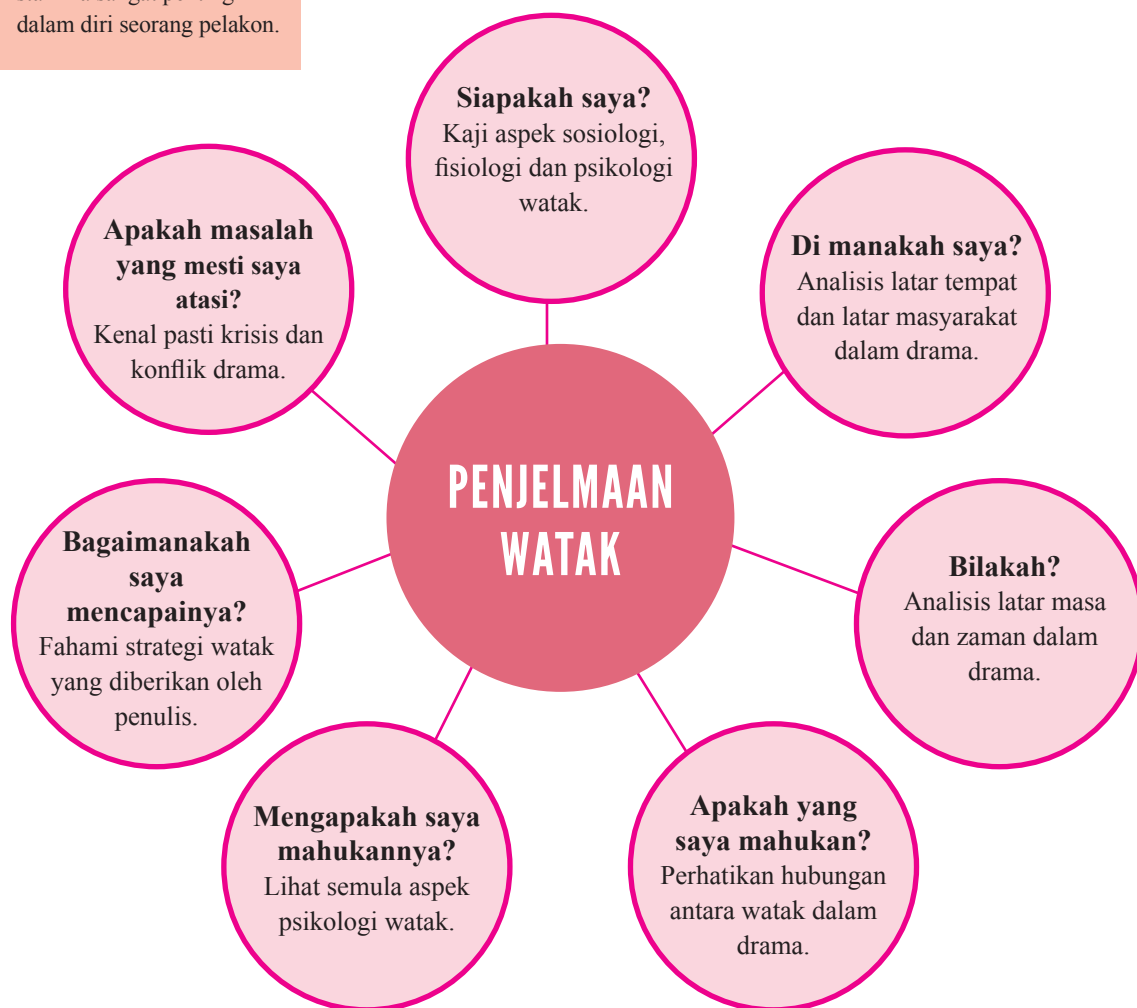 dalam diri seorang pelakon.
Siapakah saya?
Kaji aspek sosiologi,
fisiologi dan psikologi
watak.
Di manakah saya?
Analisis latar tempat
dan latar masyarakat
dalam drama.
Bilakah?
Analisis latar masa
dan zaman dalam
drama.
Apakah yang
saya mahukan?
Perhatikan hubungan
antara watak dalam
drama.
Mengapakah saya
mahukannya?
Lihat semula aspek
psikologi watak.
Bagaimanakah
saya
mencapainya?
Fahami strategi watak
yang diberikan oleh
penulis.
Apakah masalah
yang mesti saya
atasi?
Kenal pasti krisis dan
konflik drama.
PENJELMAAN
WATAK